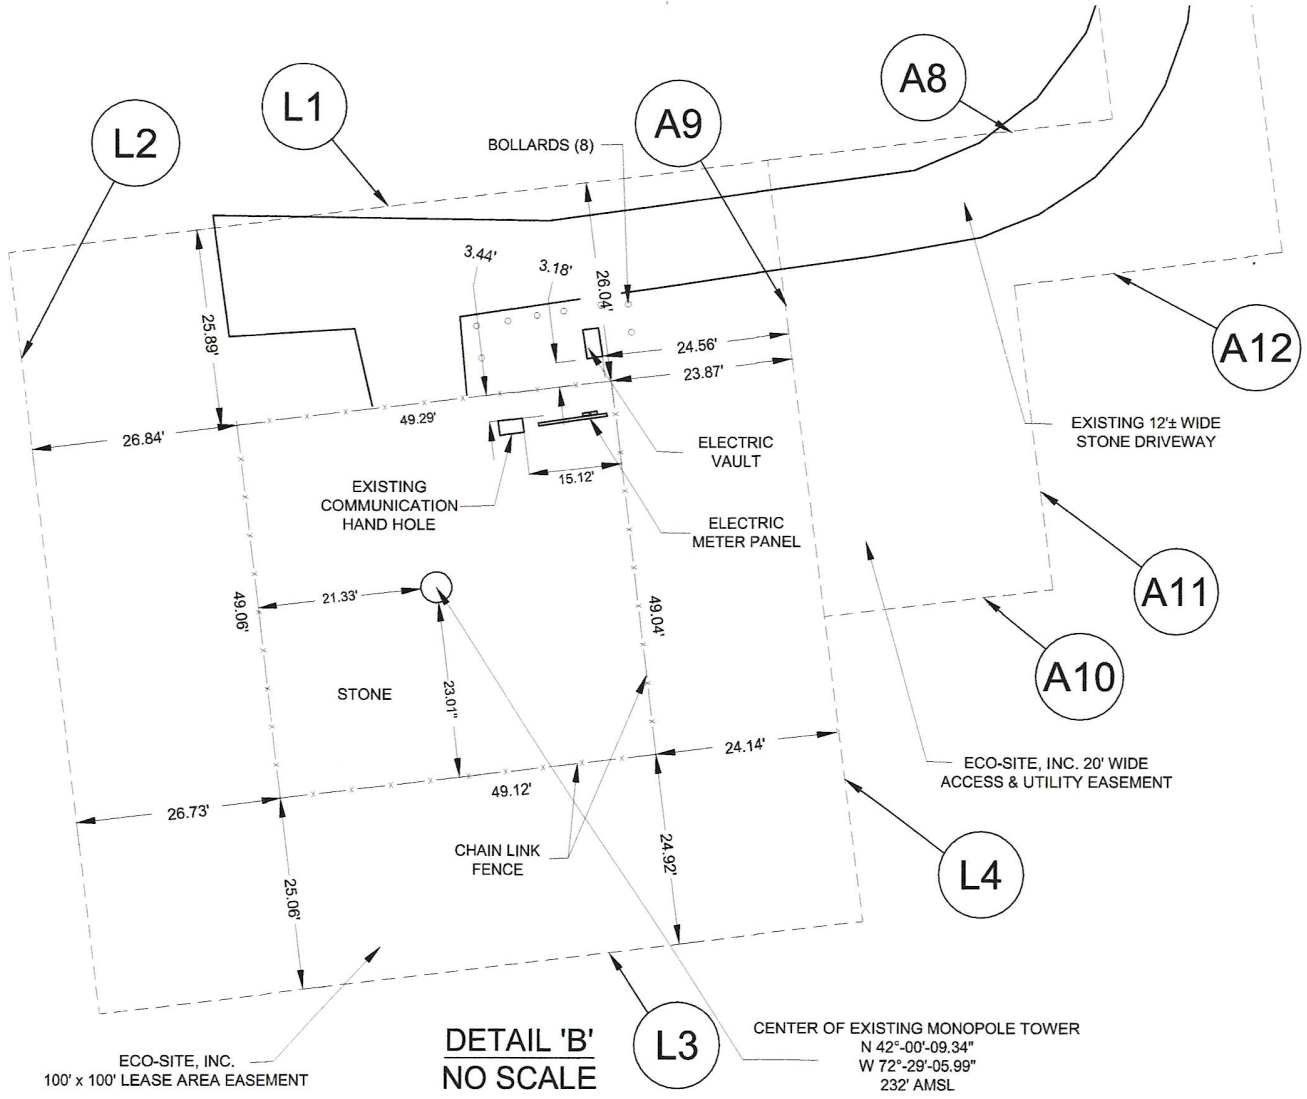 A8
L1
A9
L2
BOLLARDS (8)
3.44'
3.18'
26.04'
25.89'
24.56'
A12
23.87'
49.29'
EXISTING 12'± WIDE
STONE DRIVEWAY
26.84'
ELECTRIC
VAULT
15.12'
EXISTING
COMMUNICATION
HAND HOLE
ELECTRIC
METER PANEL
A11
21.33'
49.06'
49.04'
A10
STONE
23.01"
24.14'
ECO-SITE, INC. 20' WIDE
ACCESS & UTILITY EASEMENT
49.12'
26.73'
CHAIN LINK
FENCE
24.92'
L4
25.06'
DETAIL 'B'
NO SCALE
L3
CENTER OF EXISTING MONOPOLE TOWER
N 42°-00'-09.34"
W 72°-29'-05.99"
232' AMSL
ECO-SITE, INC.
100' x 100' LEASE AREA EASEMENT